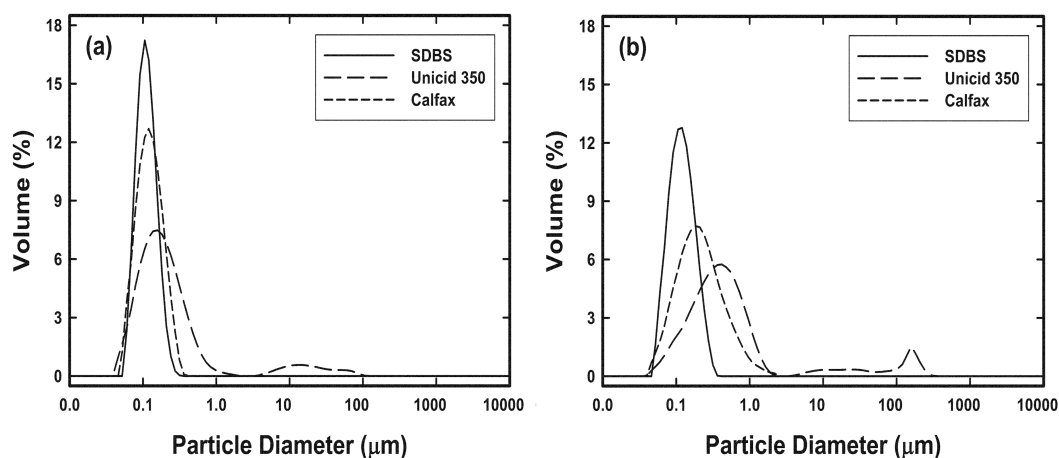 (a)
SDBS
Unicid 350
Calfax
18
15
12
9
6
3
0
Volume (%)
0.0 0.1 1.0 10 100 1000 10000
Particle Diameter (μm)
(b)
SDBS
Unicid 350
Calfax
18
15
12
9
6
3
0
Volume (%)
0.0 0.1 1.0 10 100 1000 10000
Particle Diameter (μm)